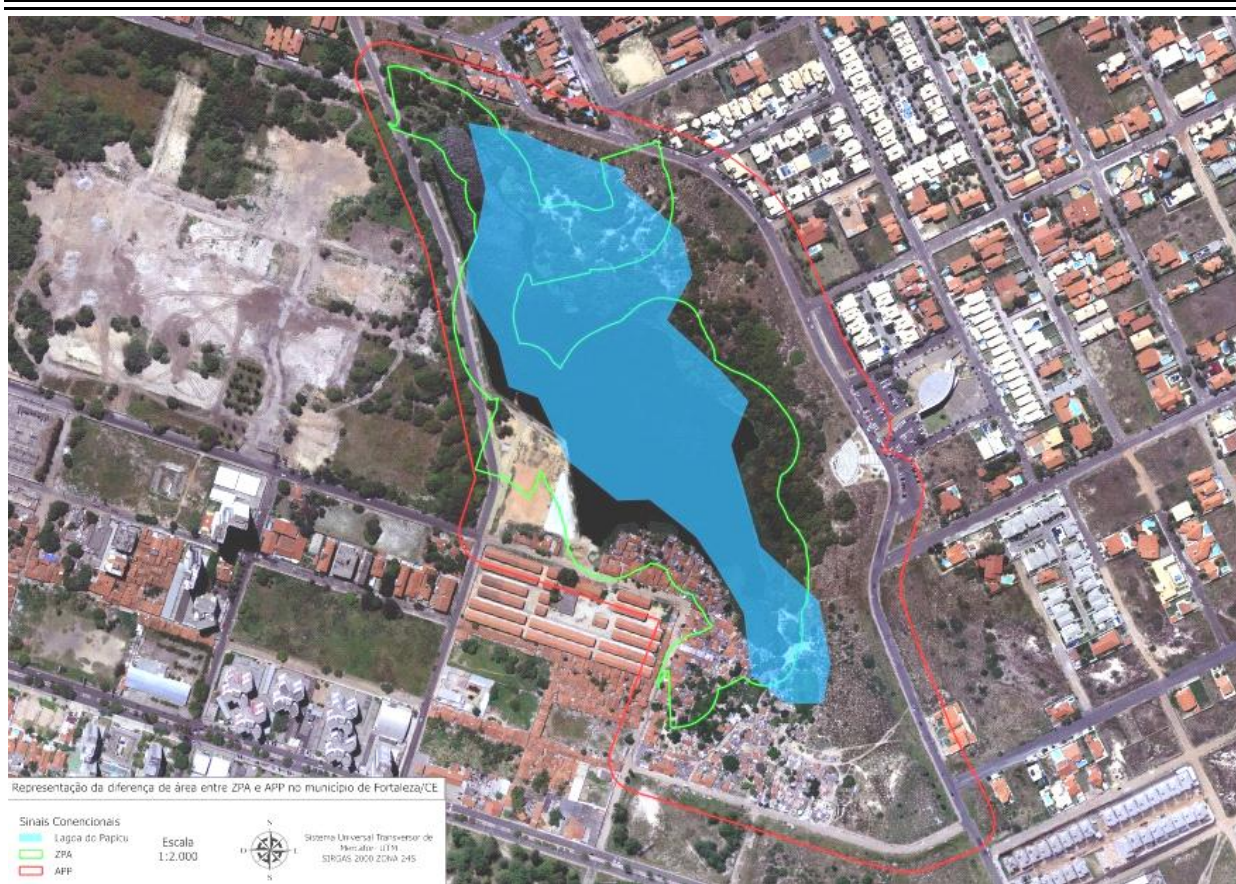 Representação da diferença de área entre ZPA e APP no município de Fortaleza/CE
Sinais Conencionais
Lagoa do Papicu
ZPA
APP
Escala
1:2.000
S
S
Sistema Universal Transversor de
Mercator- UTM
SIRGAS 2000 ZONA 24S